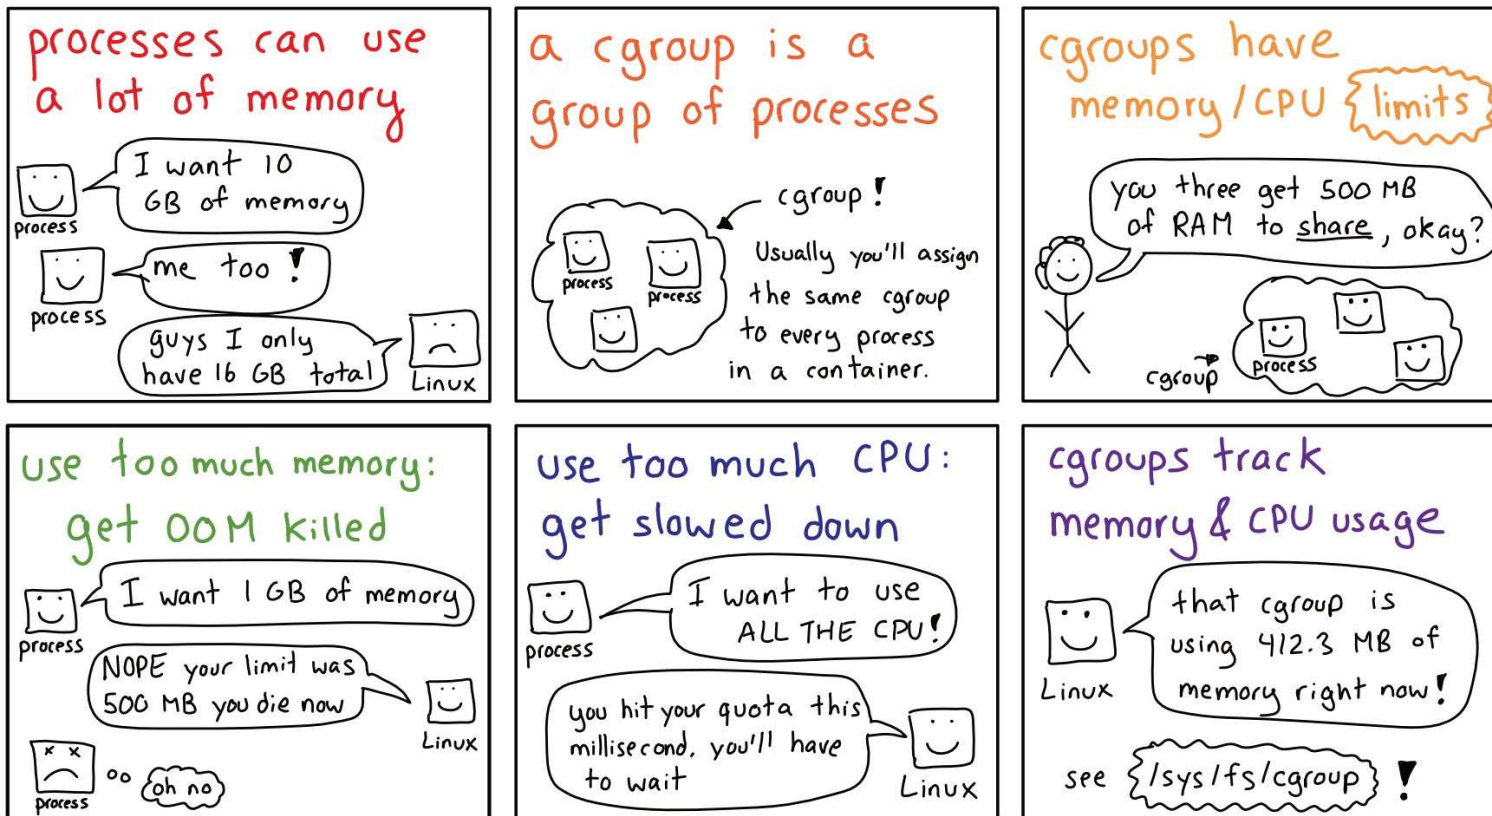 processes can use
a lot of memory
I want 10
GB of memory
process
me too!
process
guys I only
have 16 GB total
Linux
a cgroup is a
group of processes
cgroup!
process
process
Usually you'll assign
the same cgroup
to every process
in a container.
cgroups have
memory/CPU limits
you three get 500 MB
of RAM to share, okay?
process
cgroup
use too much memory:
get OOM killed
I want 1 GB of memory
process
NOPE your limit was
500 MB you die now
Linux
process
oh no
use too much CPU:
get slowed down
I want to use
ALL THE CPU!
process
you hit your quota this
millisecond, you'll have
to wait
Linux
cgroups track
memory & CPU usage
that cgroup is
using 412.3 MB of
memory right now!
Linux
see /sys/fs/cgroup!